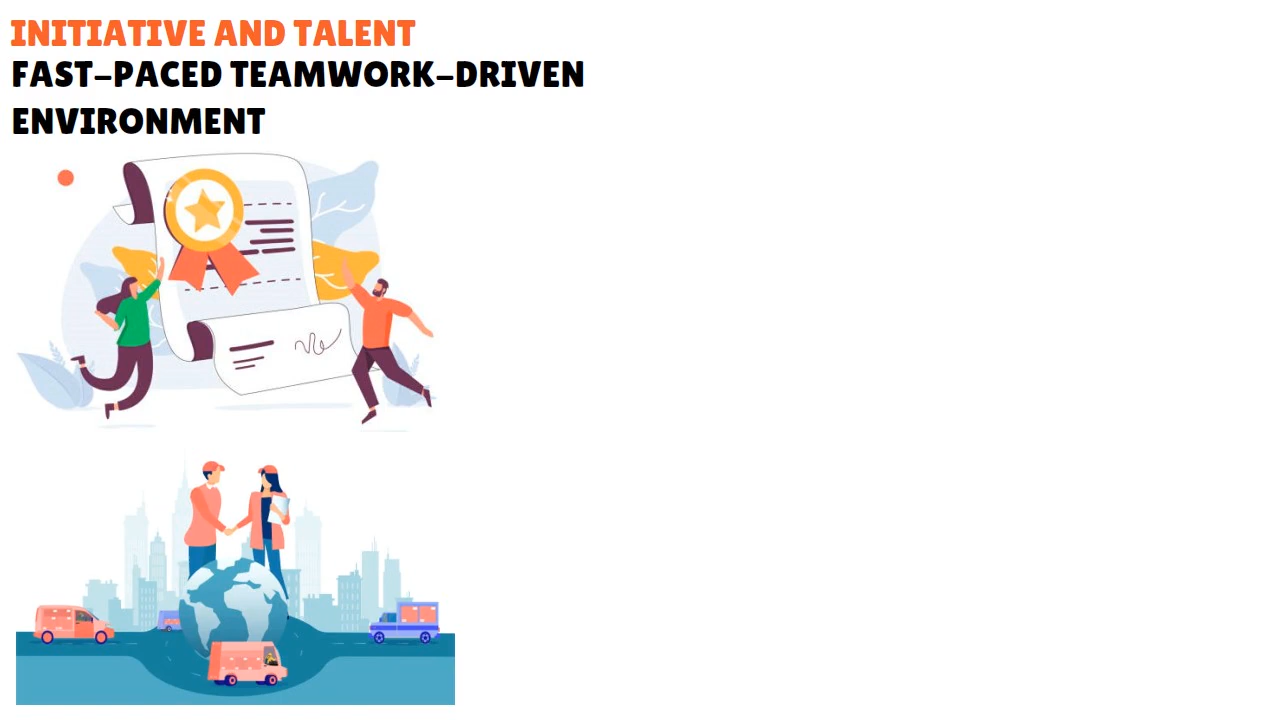 INITIATIVE AND TALENT
FAST-PACED TEAMWORK-DRIVEN
ENVIRONMENT